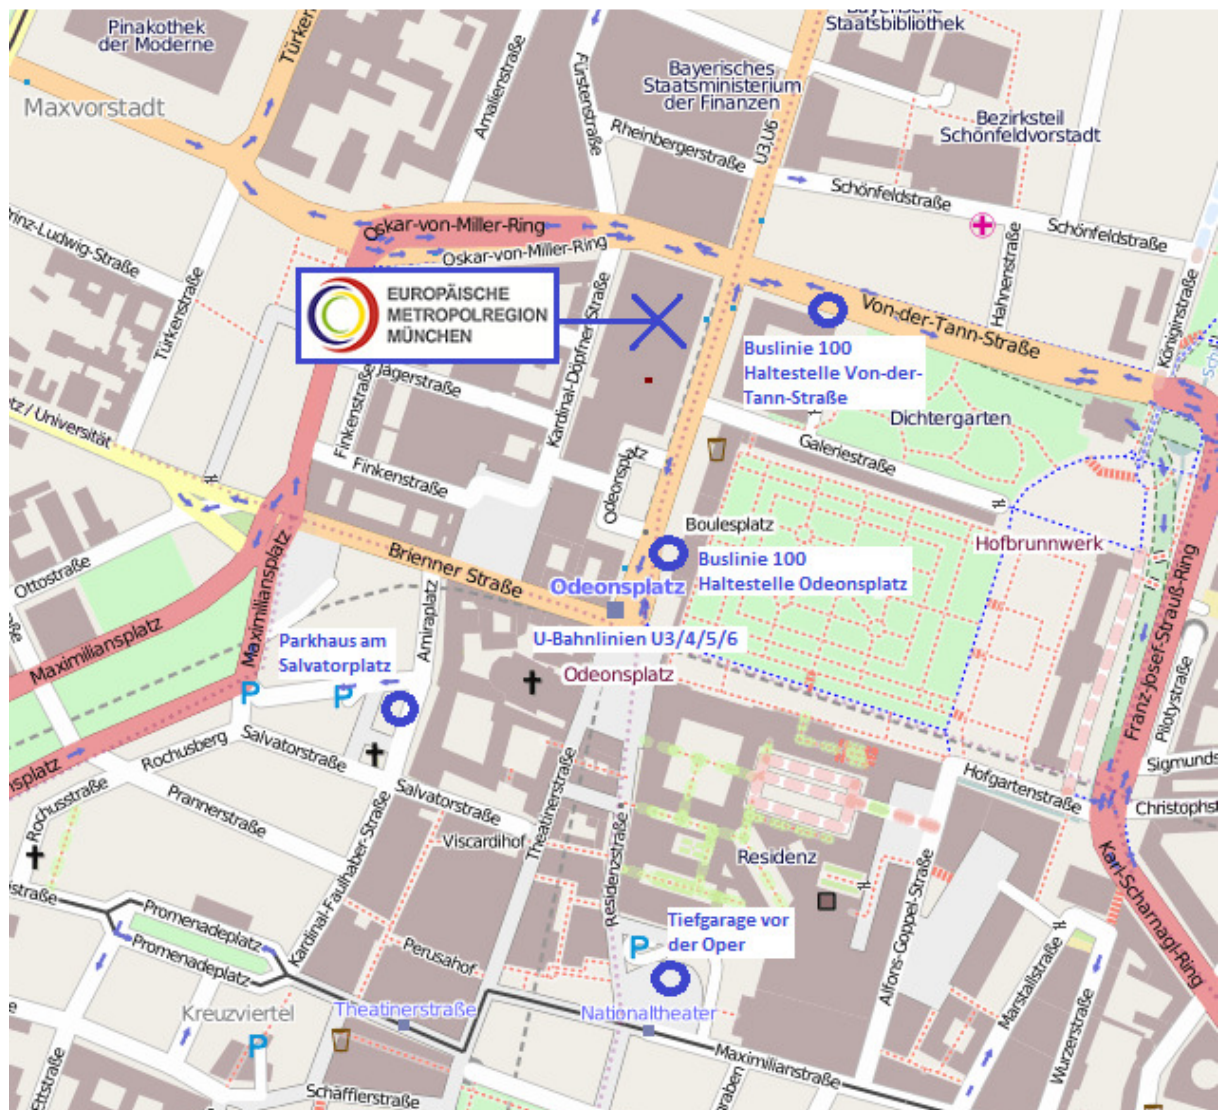 Pinakothek
der Moderne
Maxvorstadt
Amalienstraße
Fürstenstraße
Bayerisches
Staatsministerium
der Finanzen
Rheinbergerstraße
U3,U6
Staatsbibliothek
Bezirksteil
Schönfeldvorstadt
Schönfeldstraße
Schönfeldstraße
Hahnenstraße
Königinstraße
Oskar-von-Miller-Ring
Oskar-von-Miller-Ring
Prinz-Ludwig-Straße
Türkenstraße
EUROPÄISCHE
METROPOLREGION
MÜNCHEN
Kardinal-Döpfner-Straße
Von-der-Tann-Straße
Buslinie 100
Haltestelle Von-der-
Tann-Straße
Dichtergarten
Jägerstraße
Finkenstraße
Finkenstraße
Galeriestraße
Odeonsplatz
Boulesplatz
Buslinie 100
Haltestelle Odeonsplatz
Hofbrunnwerk
tz / Universität
Brienner Straße
Odeonsplatz
U-Bahnlinien U3/4/5/6
Odeonsplatz
Ottostraße
Maximiliansplatz
Maximiliansplatz
nsplatz
Amiraplatz
Parkhaus am
Salvatorplatz
P
P
Franz-Josef-Strauß-Ring
Pilotystraße
Sigmunds
Christophst
Hofgartenstraße
Karl-Scharnagl-Ring
Rochusberg
Rochusstraße
Salvatorstraße
Salvatorstraße
Prannerstraße
Viscardihof
Theatinerstraße
Residenzstraße
Residenz
Kardinal-Faulhaber-Straße
Perusahof
Promenadeplatz
Promenadeplatz
Tiefgarage vor
der Oper
P
Alfons-Goppel-Straße
Marstallstraße
Wurzerstraße
Kreuzviertel
Theatinerstraße
Nationaltheater
Maximilianstraße
P
Schäfflerstraße
graben